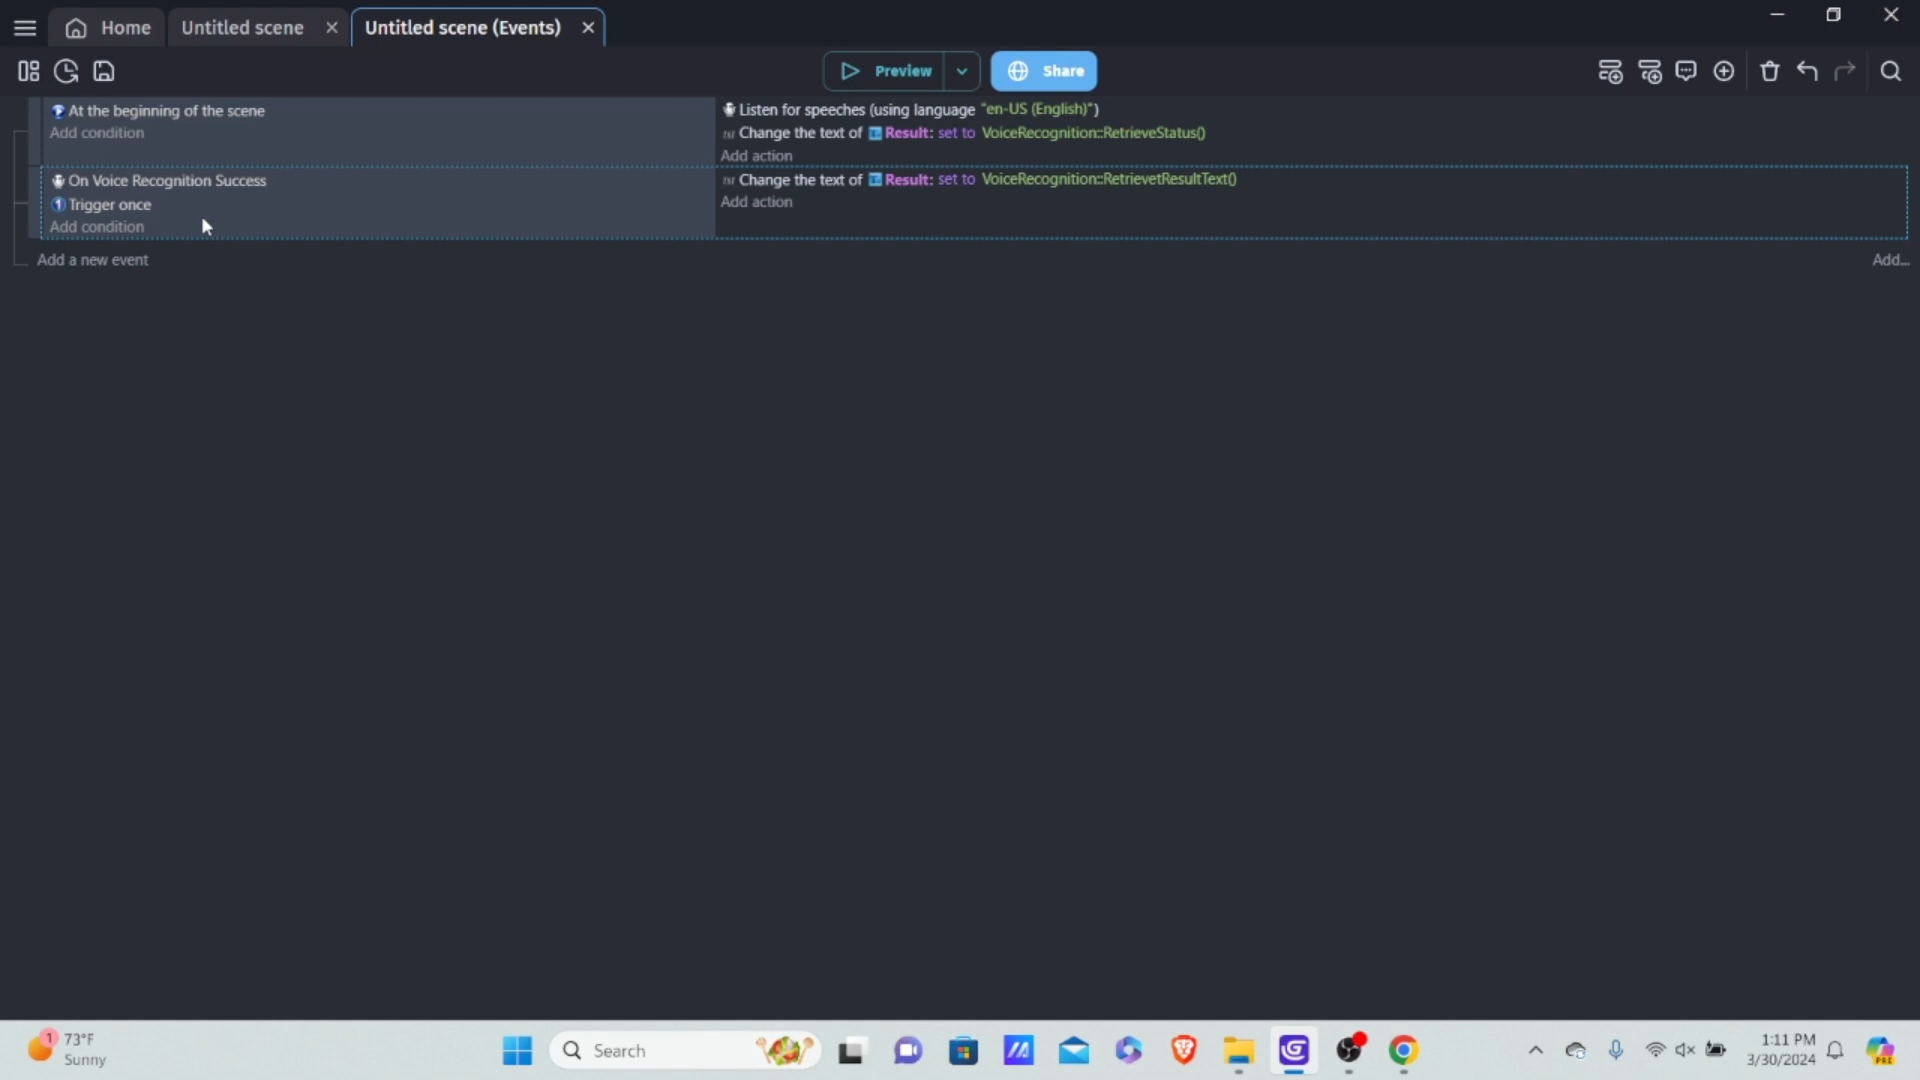 Home
Untitled scene
Untitled scene (Events)
Preview
Share
At the beginning of the scene
Add condition
Listen for speeches (using language "en-US (English)")
Change the text of Result: set to VoiceRecognition::RetrieveStatus()
Add action
On Voice Recognition Success
Trigger once
Add condition
Change the text of Result: set to VoiceRecognition::RetrievetResultText()
Add action
Add a new event
Add...
1
73°F
Sunny
Search
1:11 PM
3/30/2024
PRE